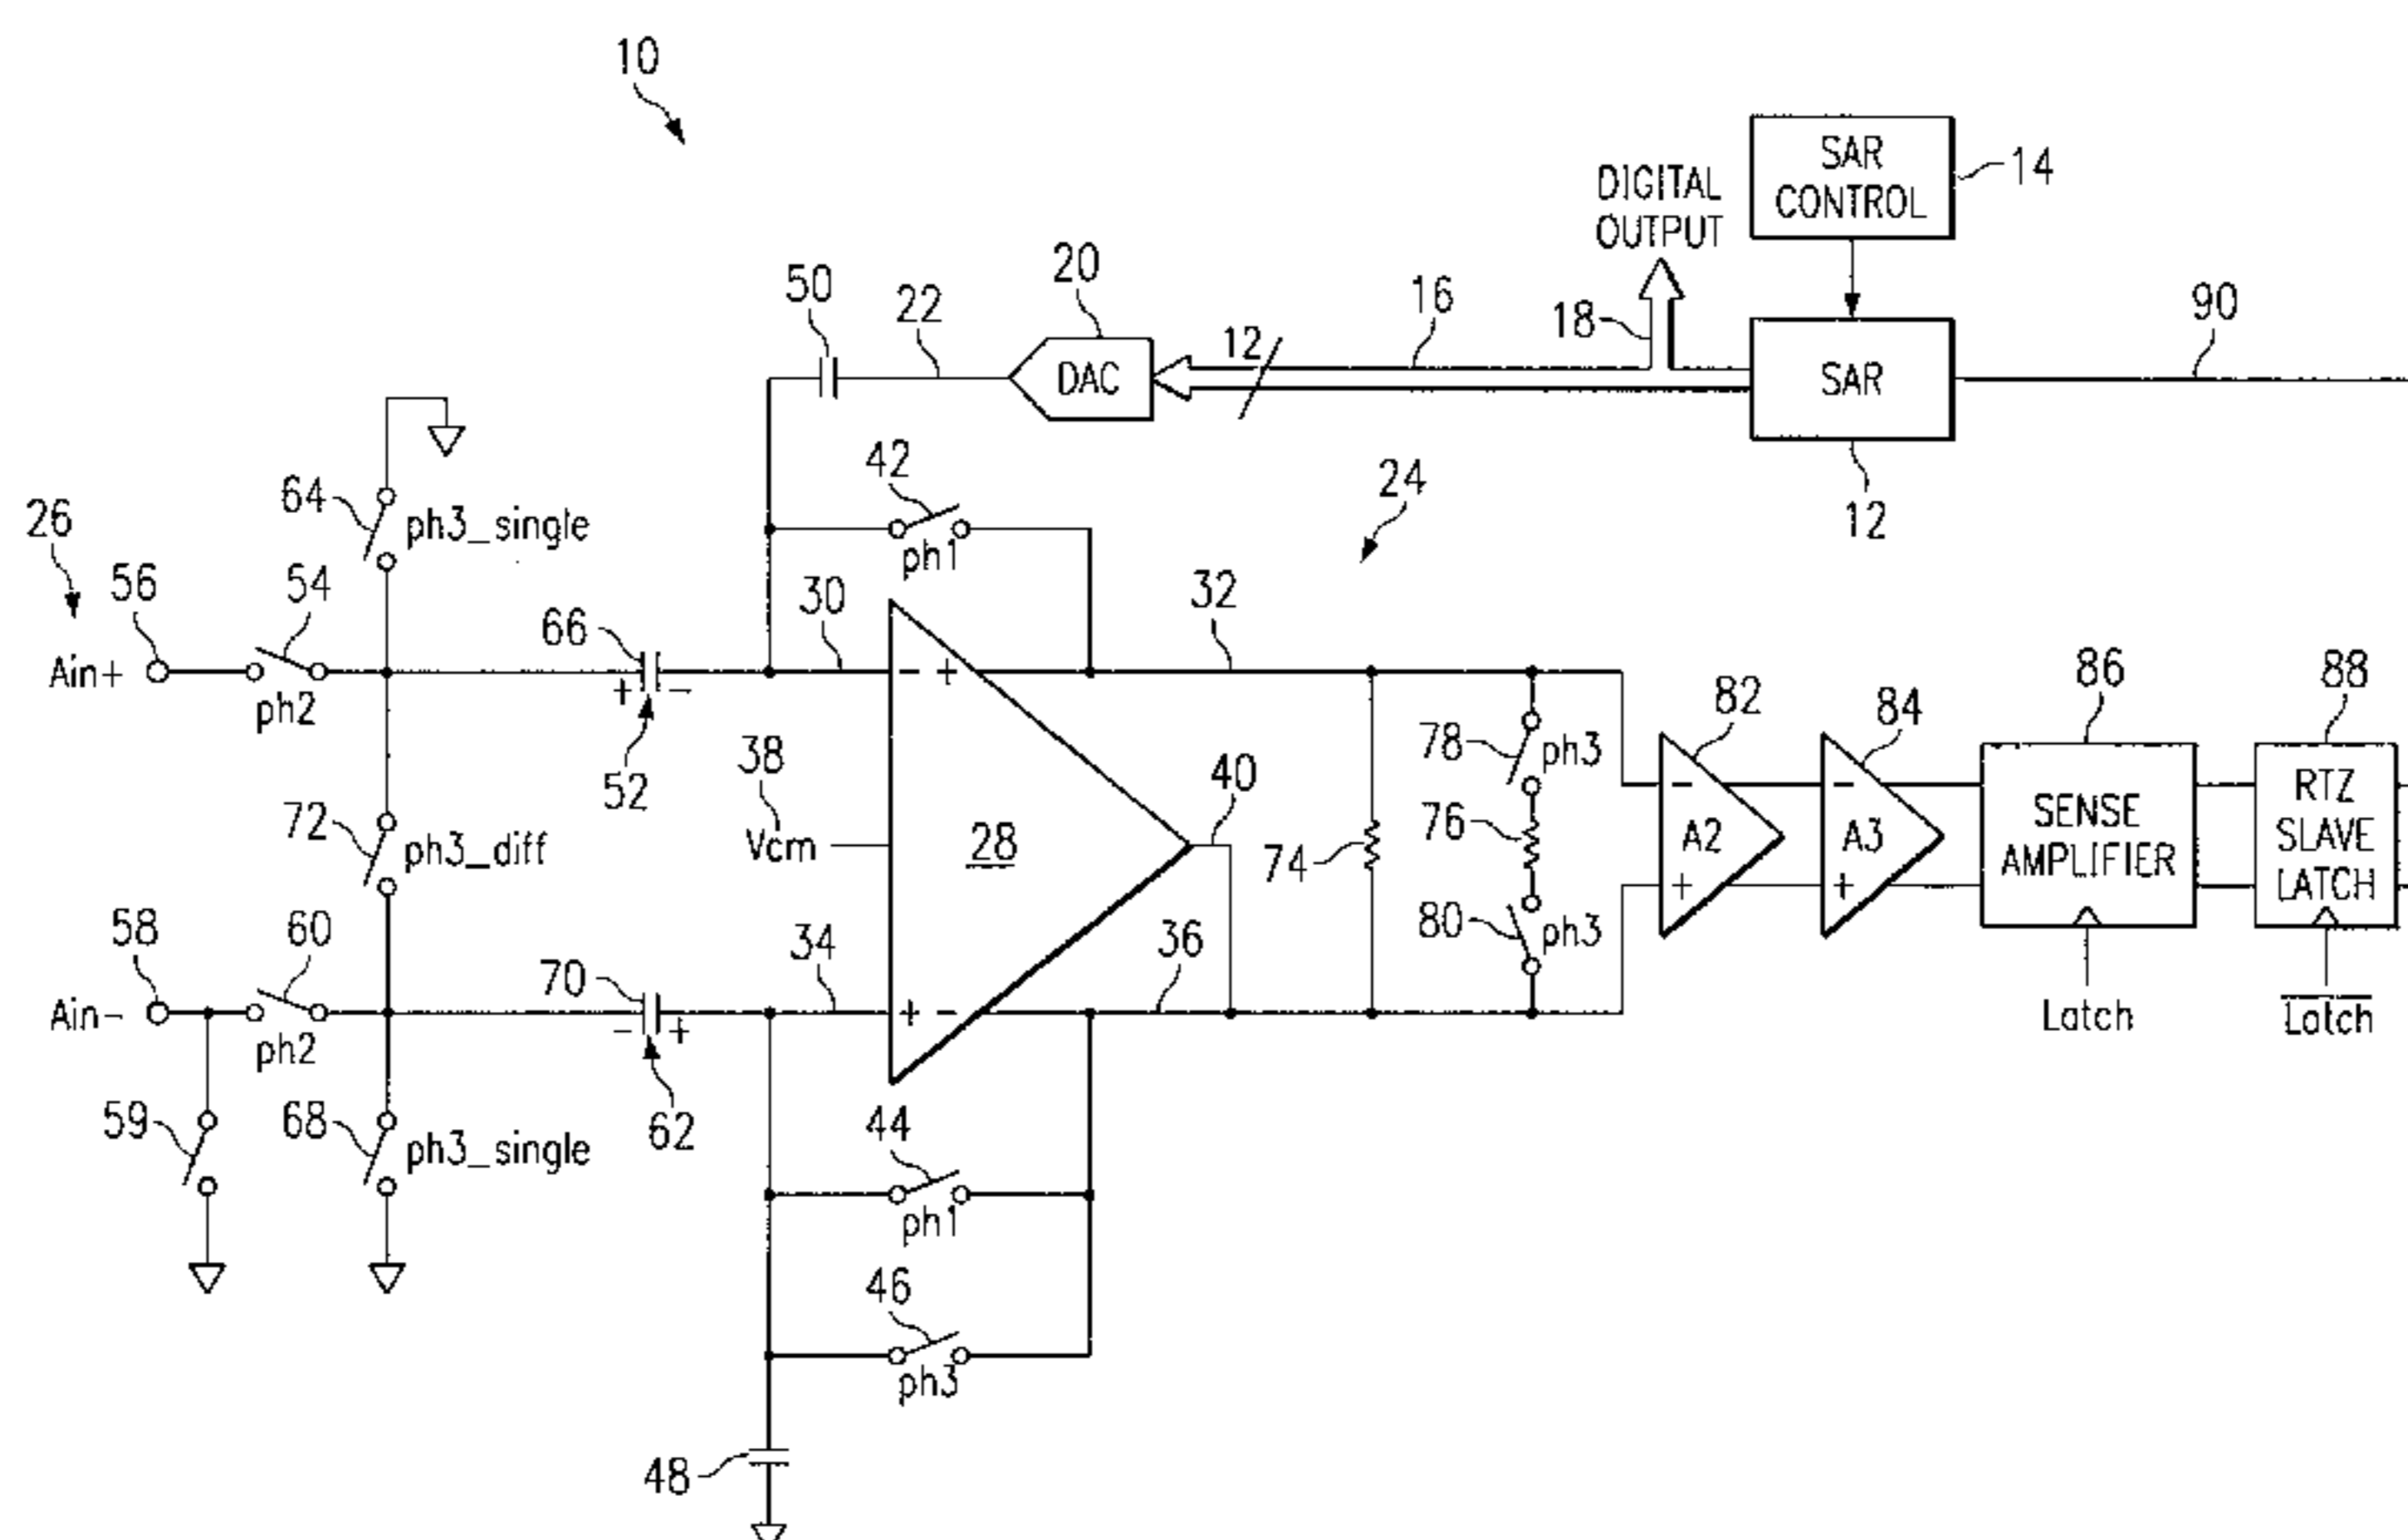 10
SAR
CONTROL
14
DIGITAL
OUTPUT
50
22
20
DAC
12
16
18
SAR
90
12
42
ph1
24
64
ph3_single
26
56
54
Ain+
ph2
66
+
-
52
30
- +
32
38
Vcm
28
40
72
ph3_diff
74
78
ph3
76
80
ph3
82
-
A2
+
84
-
A3
+
86
SENSE
AMPLIFIER
Latch
88
RTZ
SLAVE
LATCH
Latch
58
60
Ain-
ph2
70
-
+
62
34
+ -
36
59
68
ph3_single
44
ph1
46
ph3
48